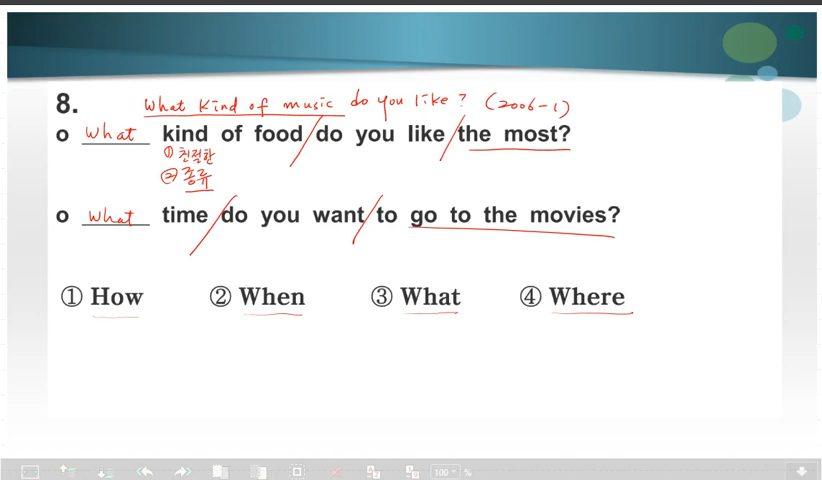 8. What kind of music do you like? (2006-1)
o what kind of food do you like the most?
① 친절한
② 종류
o what time do you want to go to the movies?
① How ② When ③ What ④ Where
100 %